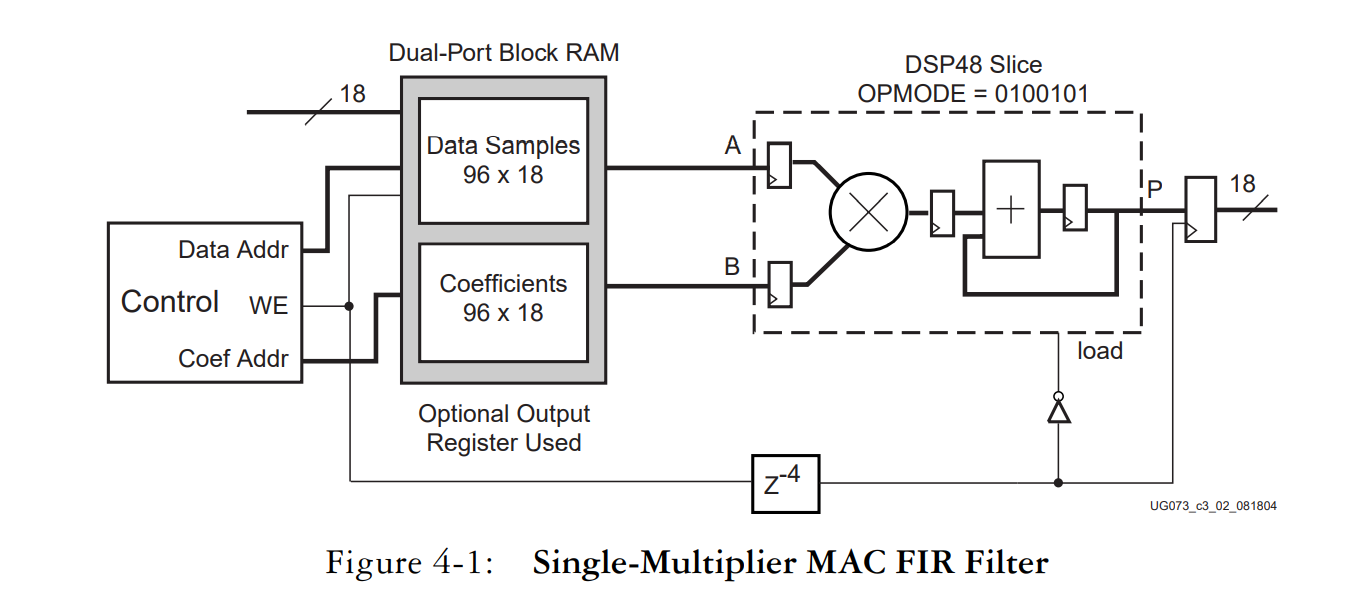 Dual-Port Block RAM
18
Data Samples
96 x 18
Coefficients
96 x 18
Optional Output
Register Used
Data Addr
Control WE
Coef Addr
DSP48 Slice
OPMODE = 0100101
A
B
+
P
18
load
Z-4
UG073_c3_02_081804
Figure 4-1: Single-Multiplier MAC FIR Filter